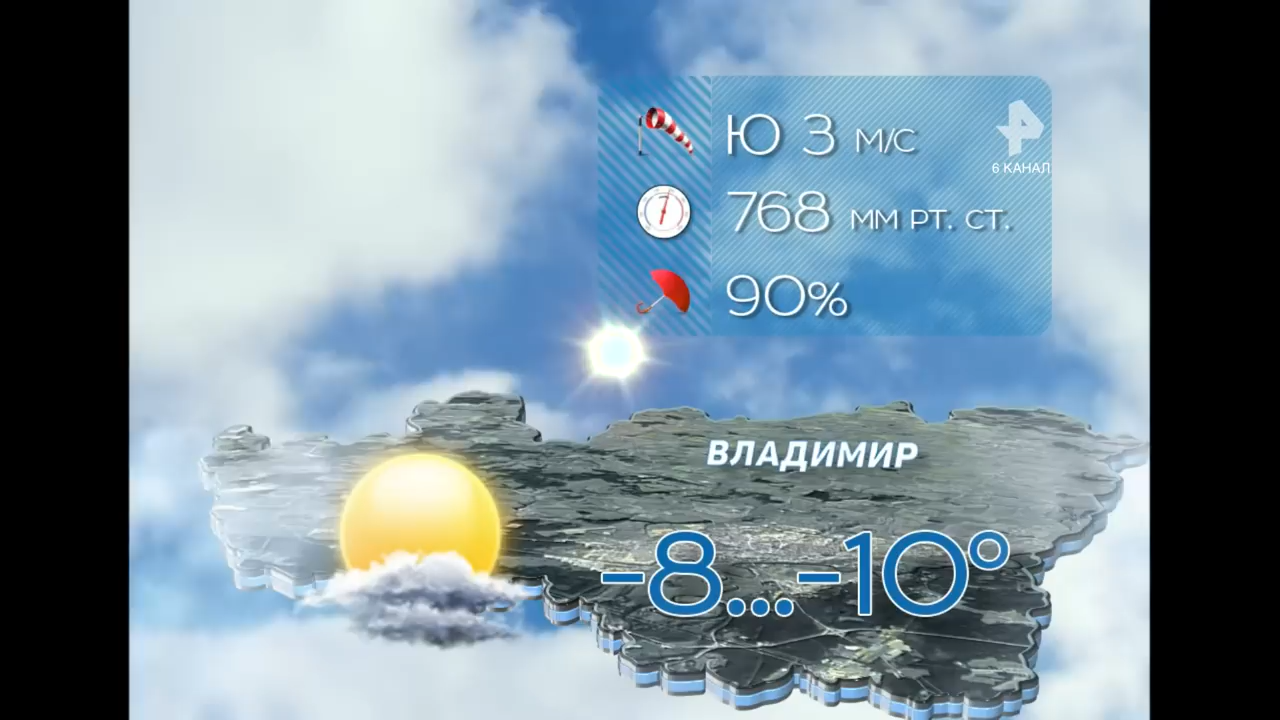 Ю 3 М/С
6 КАНАЛ
768 ММ РТ. СТ.
90%
ВЛАДИМИР
-8...-10°